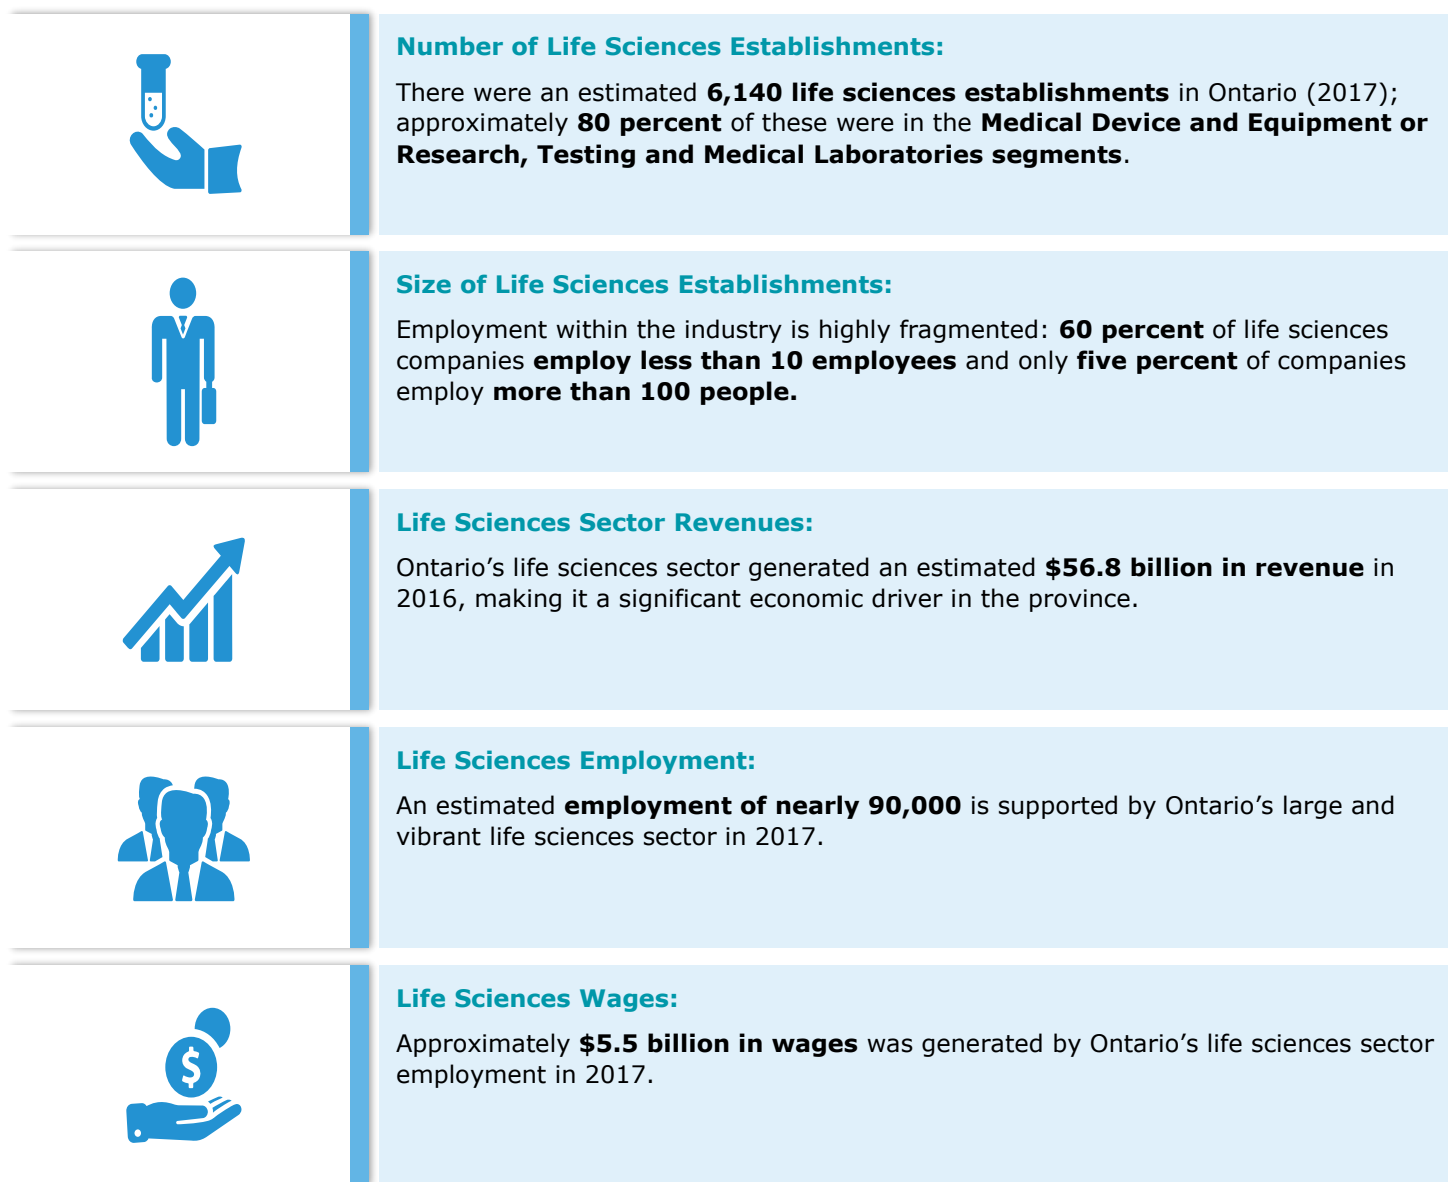 Number of Life Sciences Establishments:
There were an estimated 6,140 life sciences establishments in Ontario (2017);
approximately 80 percent of these were in the Medical Device and Equipment or
Research, Testing and Medical Laboratories segments.
Size of Life Sciences Establishments:
Employment within the industry is highly fragmented: 60 percent of life sciences
companies employ less than 10 employees and only five percent of companies
employ more than 100 people.
Life Sciences Sector Revenues:
Ontario’s life sciences sector generated an estimated $56.8 billion in revenue in
2016, making it a significant economic driver in the province.
Life Sciences Employment:
An estimated employment of nearly 90,000 is supported by Ontario’s large and
vibrant life sciences sector in 2017.
$
Life Sciences Wages:
Approximately $5.5 billion in wages was generated by Ontario’s life sciences sector
employment in 2017.